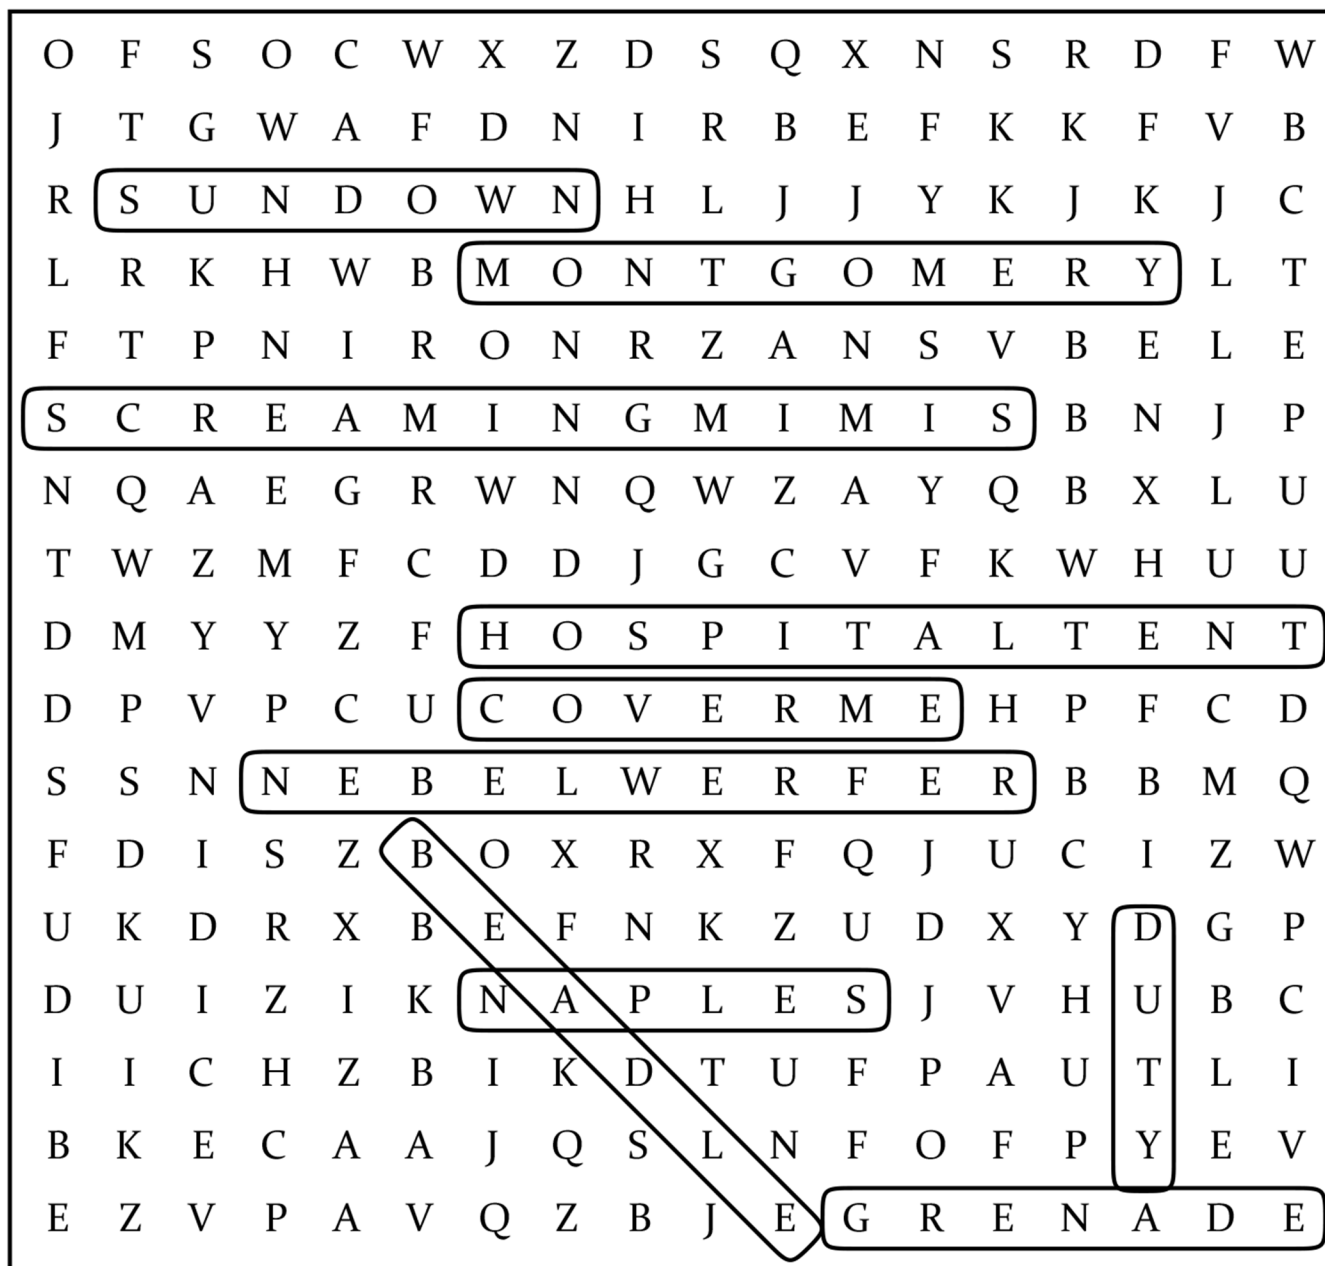 O F S O C W X Z D S Q X N S R D F W
J T G W A F D N I R B E F K K F V B
R S U N D O W N H L J J Y K J K J C
L R K H W B M O N T G O M E R Y L T
F T P N I R O N R Z A N S V B E L E
S C R E A M I N G M I M I S B N J P
N Q A E G R W N Q W Z A Y Q B X L U
T W Z M F C D D J G C V F K W H U U
D M Y Y Z F H O S P I T A L T E N T
D P V P C U C O V E R M E H P F C D
S S N N E B E L W E R F E R B B M Q
F D I S Z B O X R X F Q J U C I Z W
U K D R X B E F N K Z U D X Y D G P
D U I Z I K N A P L E S J V H U B C
I I C H Z B I K D T U F P A U T L I
B K E C A A J Q S L N F O F P Y E V
E Z V P A V Q Z B J E G R E N A D E